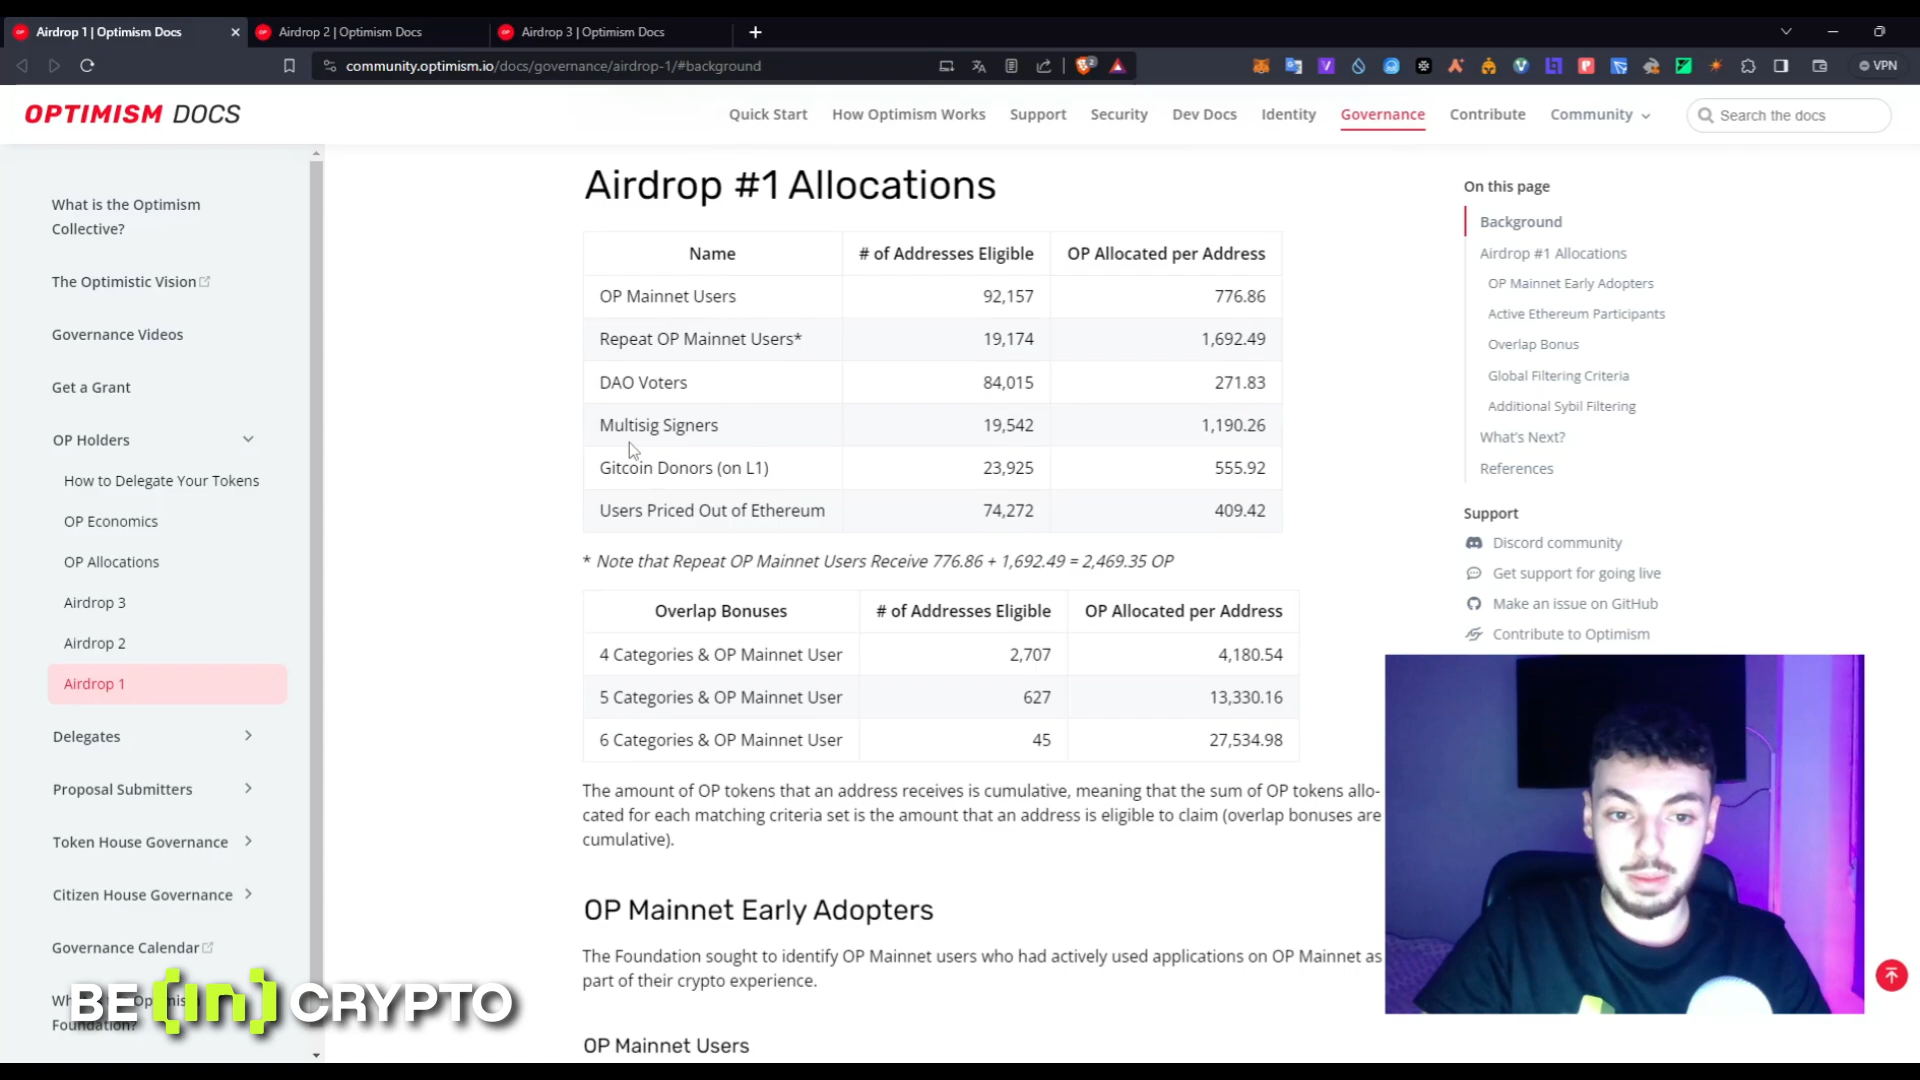 Airdrop 1 | Optimism Docs
Airdrop 2 | Optimism Docs
Airdrop 3 | Optimism Docs
community.optimism.io/docs/governance/airdrop-1/#background
VPN
OPTIMISM DOCS
Quick Start
How Optimism Works
Support
Security
Dev Docs
Identity
Governance
Contribute
Community
Search the docs
What is the Optimism
Collective?
The Optimistic Vision
Governance Videos
Get a Grant
OP Holders
How to Delegate Your Tokens
OP Economics
OP Allocations
Airdrop 3
Airdrop 2
Airdrop 1
Delegates
Proposal Submitters
Token House Governance
Citizen House Governance
Governance Calendar
Foundation?
BE[in]CRYPTO
Airdrop #1 Allocations
Name # of Addresses Eligible OP Allocated per Address
OP Mainnet Users 92,157 776.86
Repeat OP Mainnet Users* 19,174 1,692.49
DAO Voters 84,015 271.83
Multisig Signers 19,542 1,190.26
Gitcoin Donors (on L1) 23,925 555.92
Users Priced Out of Ethereum 74,272 409.42
* Note that Repeat OP Mainnet Users Receive 776.86 + 1,692.49 = 2,469.35 OP
Overlap Bonuses # of Addresses Eligible OP Allocated per Address
4 Categories & OP Mainnet User 2,707 4,180.54
5 Categories & OP Mainnet User 627 13,330.16
6 Categories & OP Mainnet User 45 27,534.98
The amount of OP tokens that an address receives is cumulative, meaning that the sum of OP tokens allo-
cated for each matching criteria set is the amount that an address is eligible to claim (overlap bonuses are
cumulative).
OP Mainnet Early Adopters
The Foundation sought to identify OP Mainnet users who had actively used applications on OP Mainnet as
part of their crypto experience.
OP Mainnet Users
On this page
Background
Airdrop #1 Allocations
OP Mainnet Early Adopters
Active Ethereum Participants
Overlap Bonus
Global Filtering Criteria
Additional Sybil Filtering
What's Next?
References
Support
Discord community
Get support for going live
Make an issue on GitHub
Contribute to Optimism